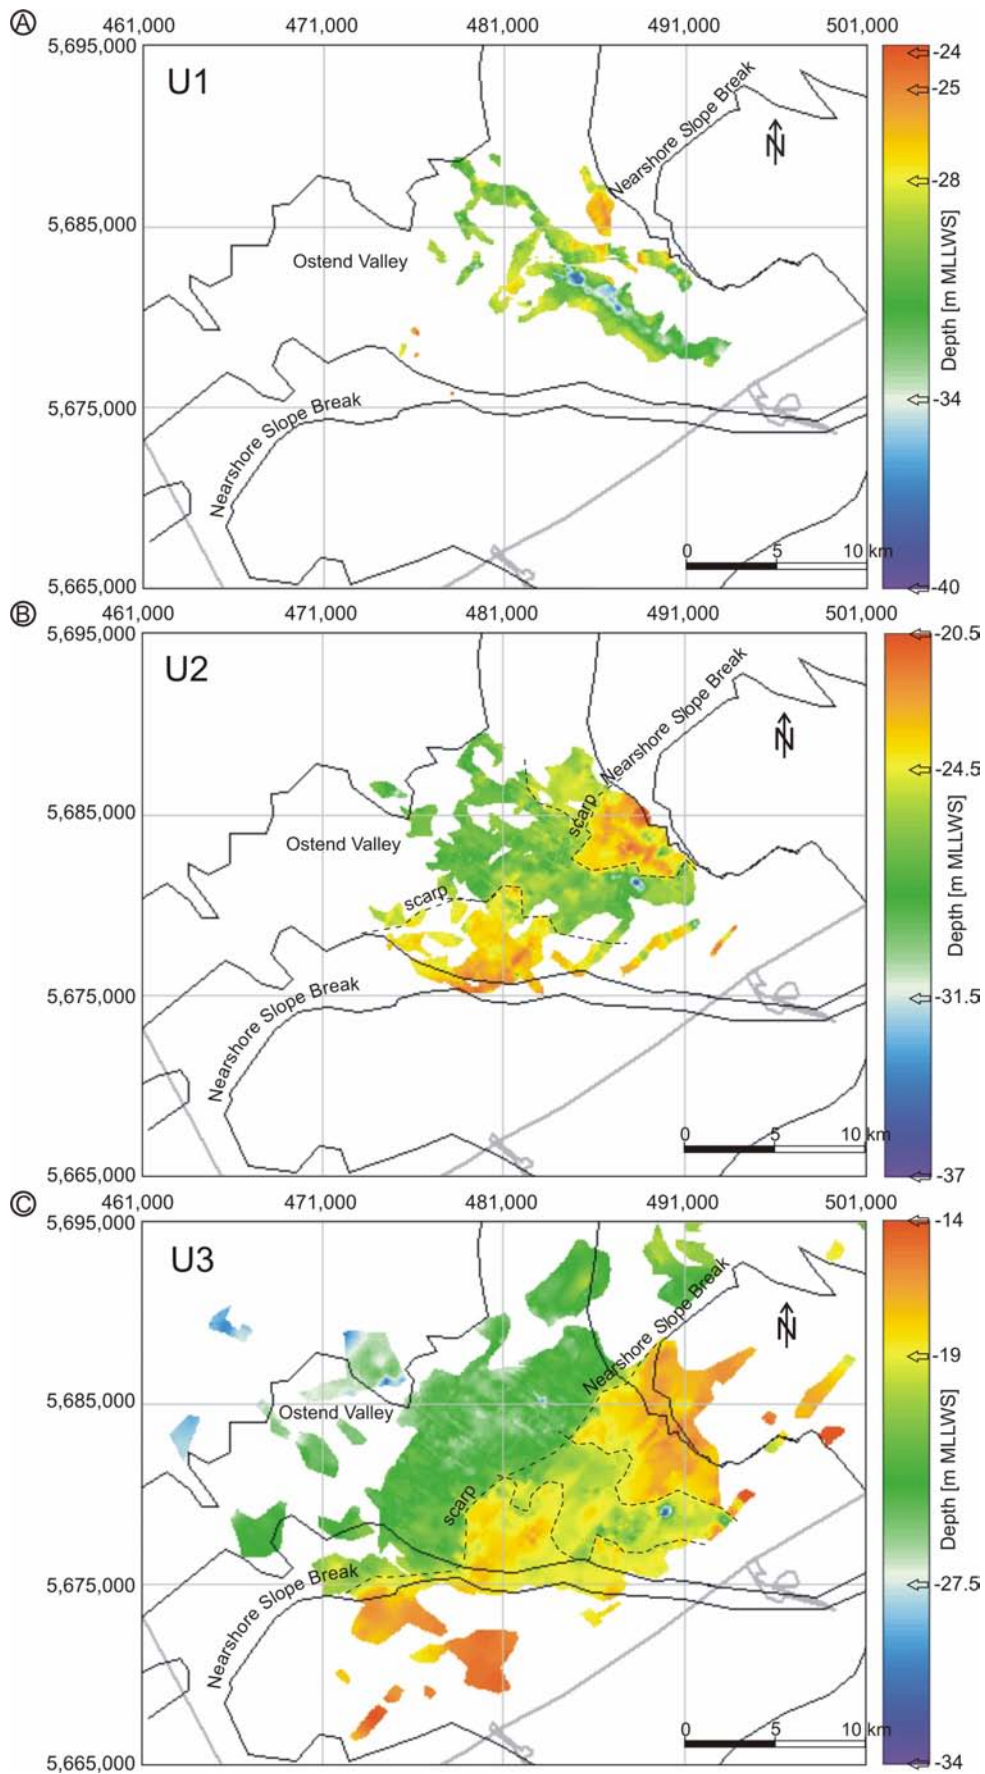 A
461,000 471,000 481,000 491,000 501,000
5,695,000
U1
Nearshore Slope Break
N
-24
-25
-28
5,685,000
Ostend Valley
Depth [m MLLWS]
-34
5,675,000
Nearshore Slope Break
0 5 10 km
5,665,000
-40
B
461,000 471,000 481,000 491,000 501,000
5,695,000
U2
Nearshore Slope Break
N
-20.5
-24.5
5,685,000
scarp
Ostend Valley
scarp
Depth [m MLLWS]
-31.5
5,675,000
Nearshore Slope Break
0 5 10 km
5,665,000
-37
C
461,000 471,000 481,000 491,000 501,000
5,695,000
U3
Nearshore Slope Break
N
-14
-19
5,685,000
Ostend Valley
scarp
Depth [m MLLWS]
-27.5
5,675,000
Nearshore Slope Break
0 5 10 km
5,665,000
-34